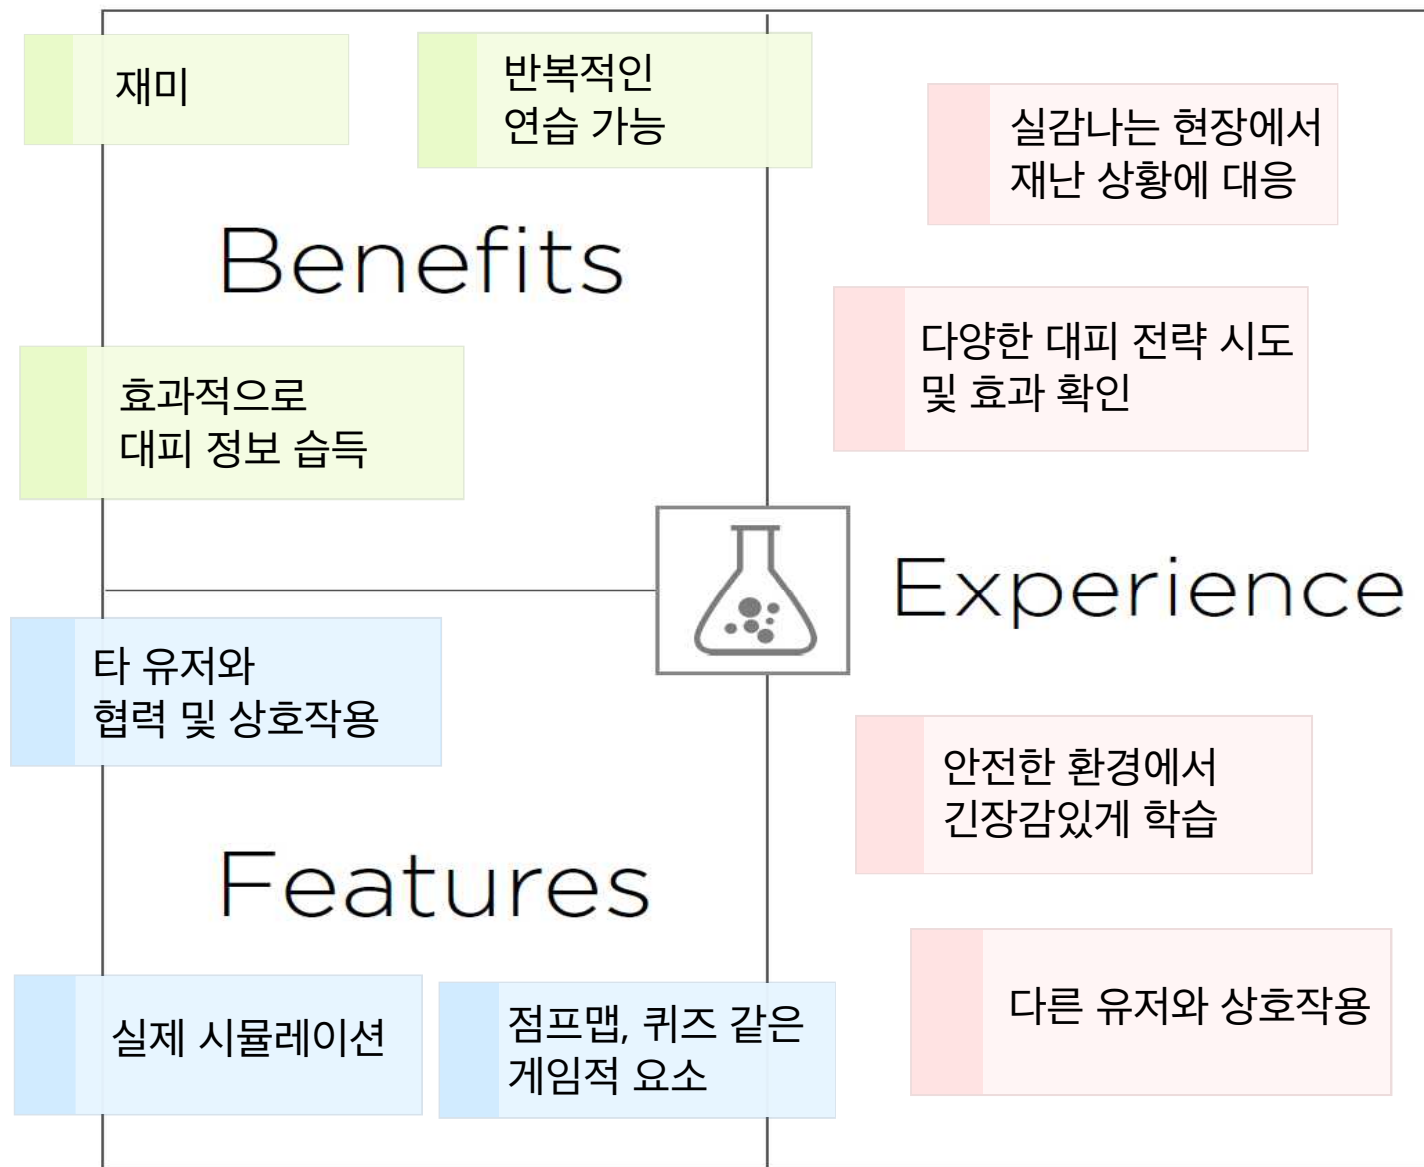 재미
반복적인
연습 가능
Benefits
효과적으로
대피 정보 습득
타 유저와
협력 및 상호작용
Features
실제 시뮬레이션
점프맵, 퀴즈 같은
게임적 요소
실감나는 현장에서
재난 상황에 대응
다양한 대피 전략 시도
및 효과 확인
Experience
안전한 환경에서
긴장감있게 학습
다른 유저와 상호작용